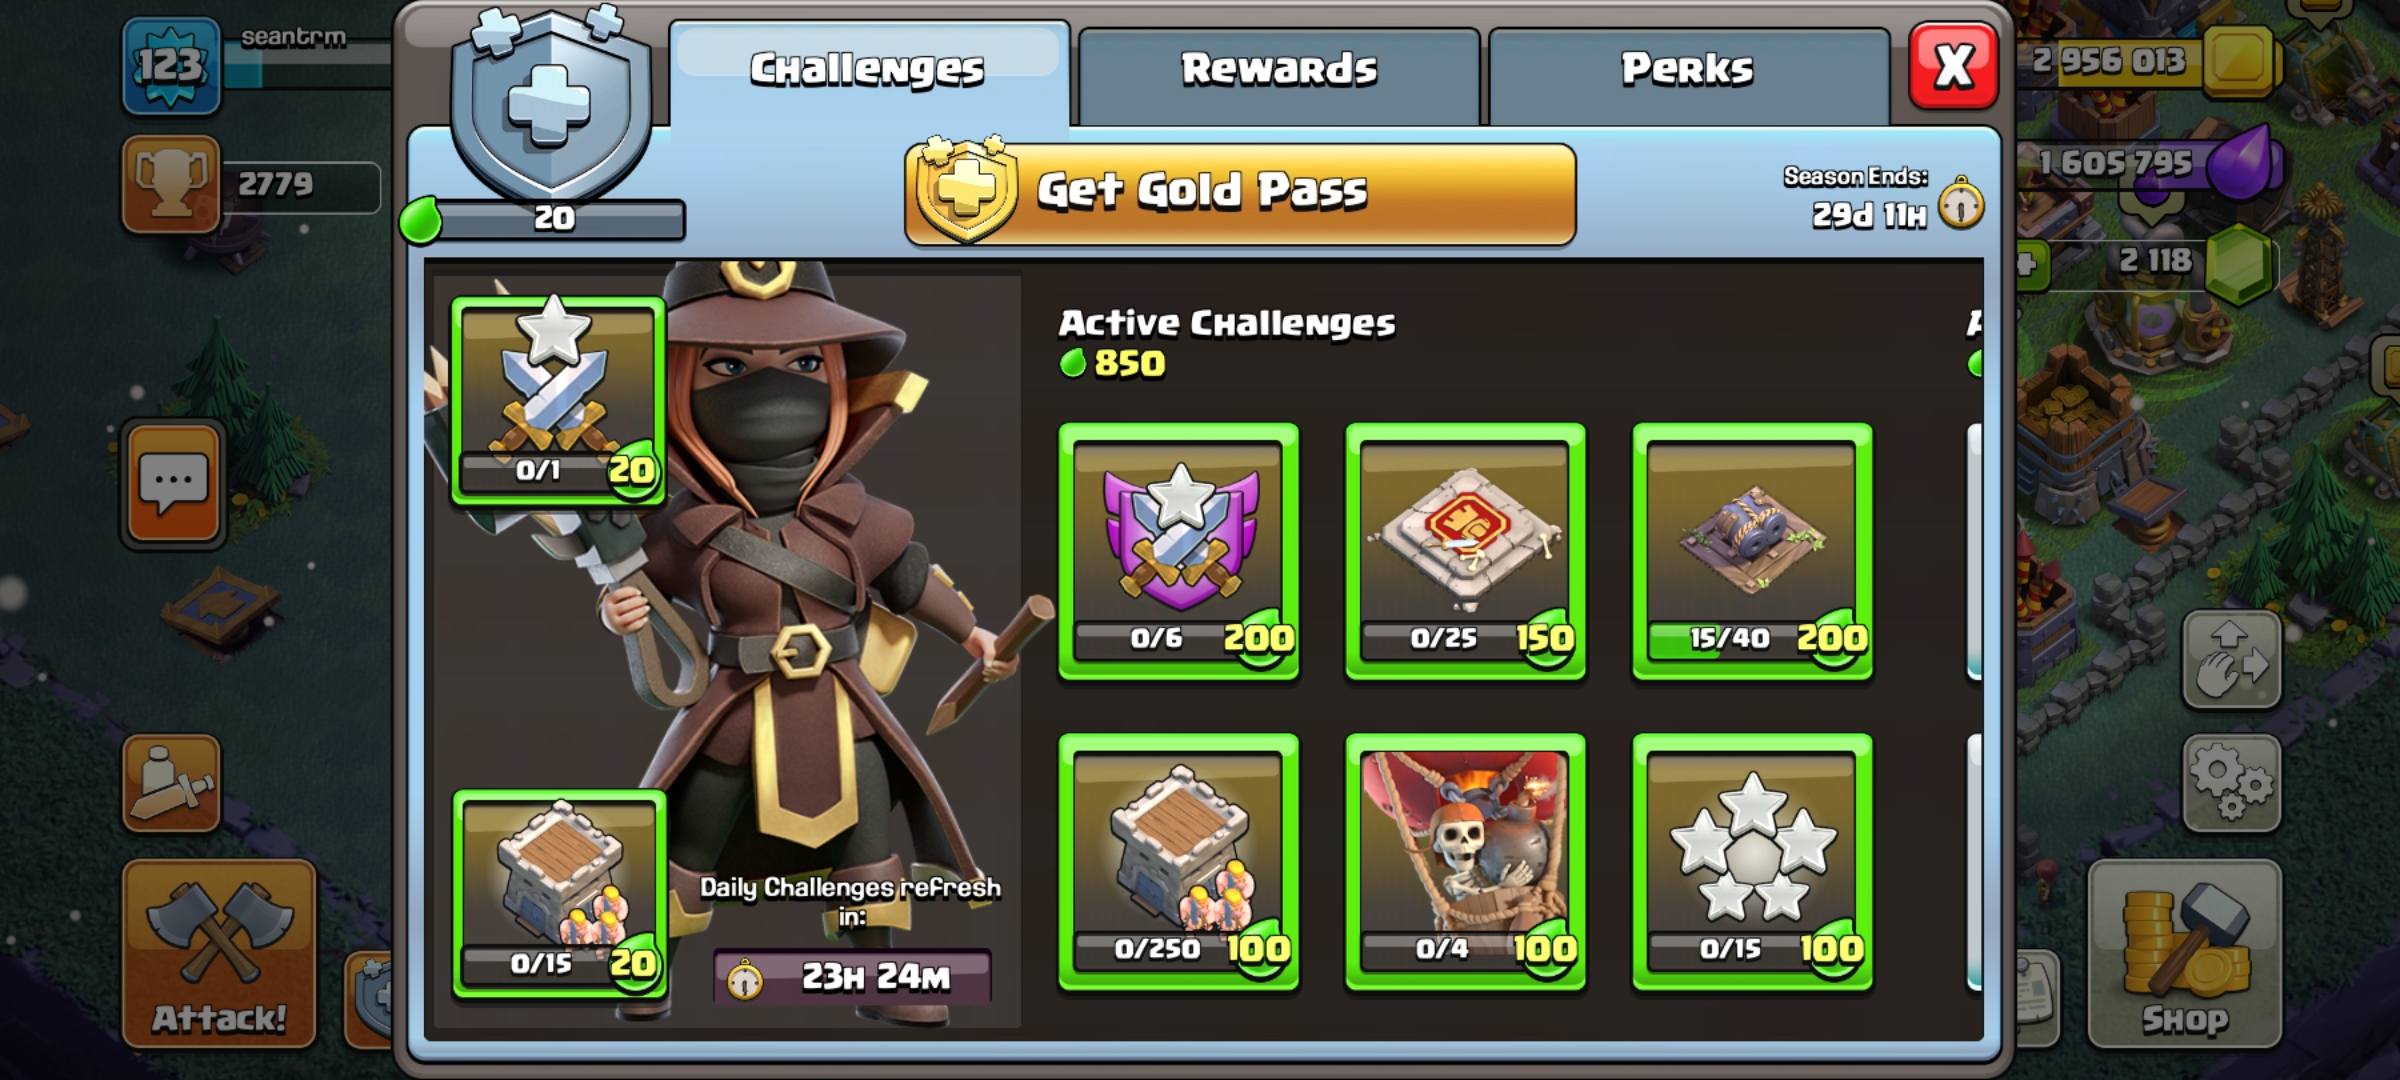 123
seantrm
2779
Challenges
Rewards
Perks
X
2 956 013
1 605 795
2 118
20
Get Gold Pass
Season Ends:
29d 11H
Active Challenges
850
0/1
20
0/6
200
0/25
150
15/40
200
0/15
20
0/250
100
0/4
100
0/15
100
Daily Challenges refresh
in:
23H 24M
Attack!
Shop